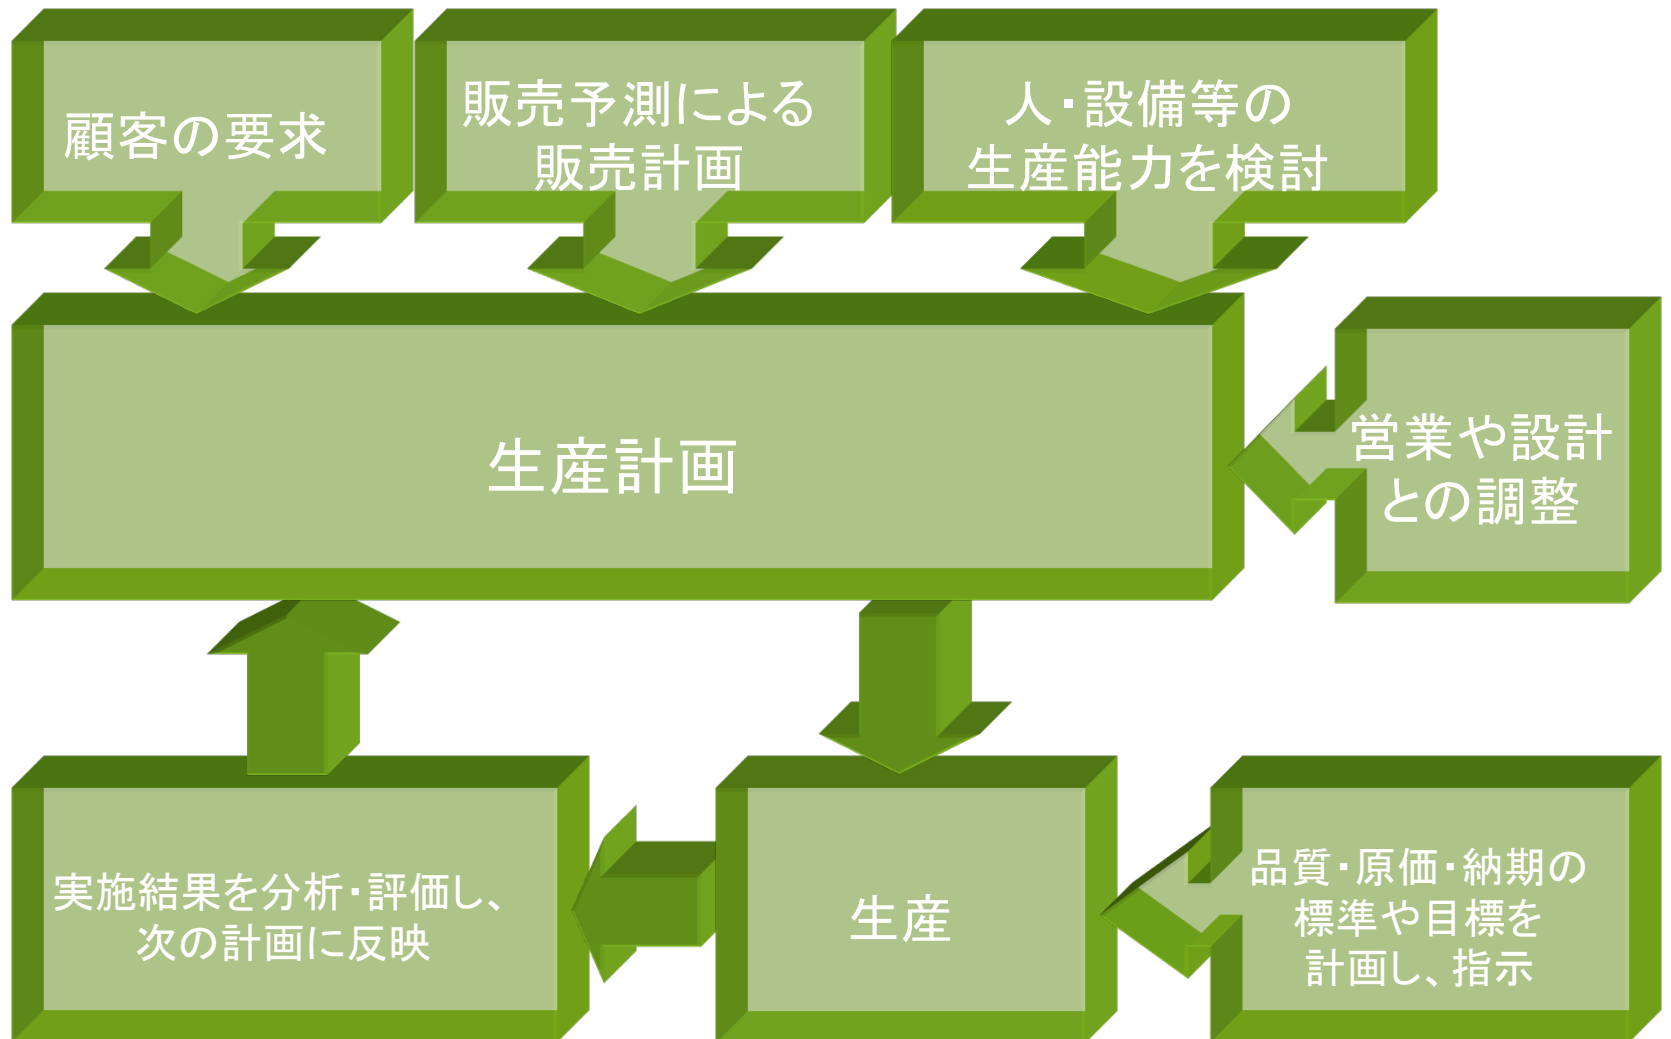 顧客の要求
販売予測による
販売計画
人・設備等の
生産能力を検討
生産計画
営業や設計
との調整
実施結果を分析・評価し、
次の計画に反映
生産
品質・原価・納期の
標準や目標を
計画し、指示